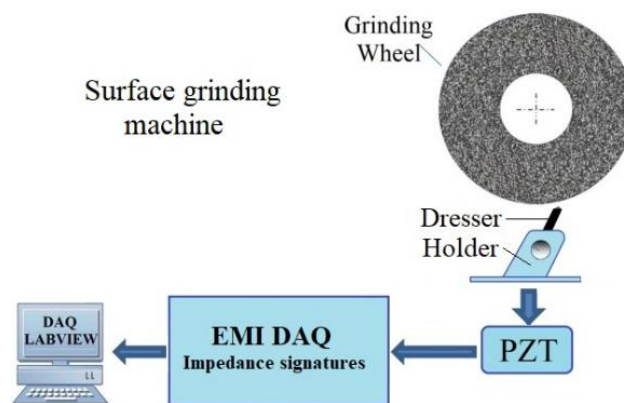 Grinding
Wheel
Surface grinding
machine
Dresser
Holder
DAQ
LABVIEW
EMI DAQ
Impedance signatures
PZT